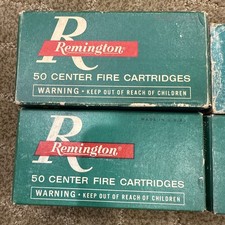 R
Remington
50 CENTER FIRE CARTRIDGES
WARNING • KEEP OUT OF REACH OF CHILDREN
R
Remington®
50 CENTER FIRE CARTRIDGES
WARNING • KEEP OUT OF REACH OF CHILDREN